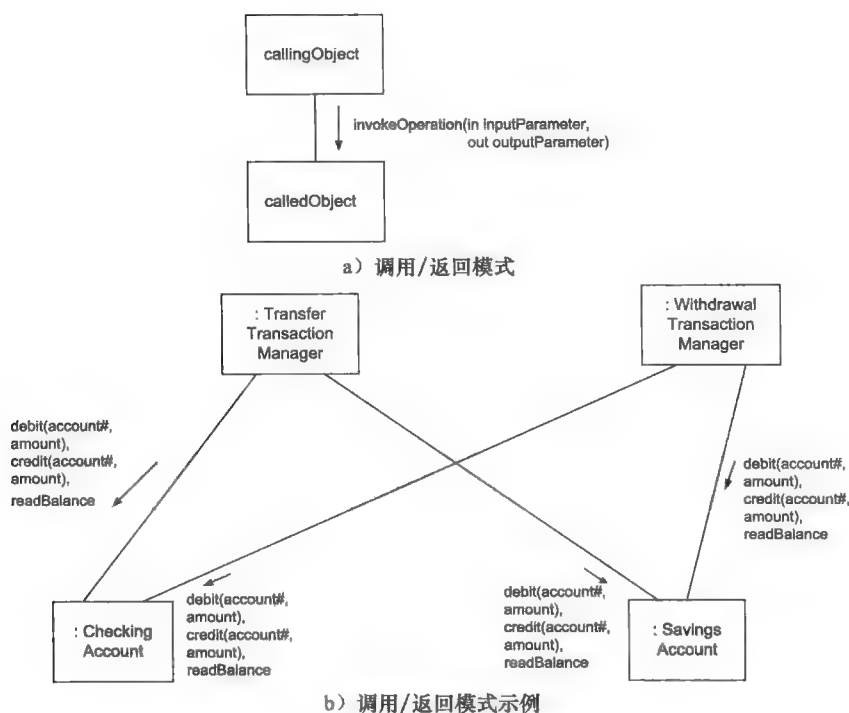 callingObject
invokeOperation(in inputParameter,
out outputParameter)
calledObject
a）调用/返回模式
: Transfer
Transaction
Manager
: Withdrawal
Transaction
Manager
debit(account#,
amount),
credit(account#,
amount),
readBalance
debit(account#,
amount),
credit(account#,
amount),
readBalance
: Checking
Account
debit(account#,
amount),
credit(account#,
amount),
readBalance
debit(account#,
amount),
credit(account#,
amount),
readBalance
: Savings
Account
b）调用/返回模式示例